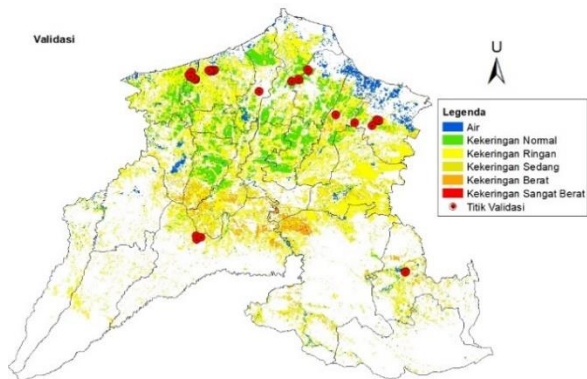 Validasi
U
Legenda
Air
Kekeringan Normal
Kekeringan Ringan
Kekeringan Sedang
Kekeringan Berat
Kekeringan Sangat Berat
Titik Validasi